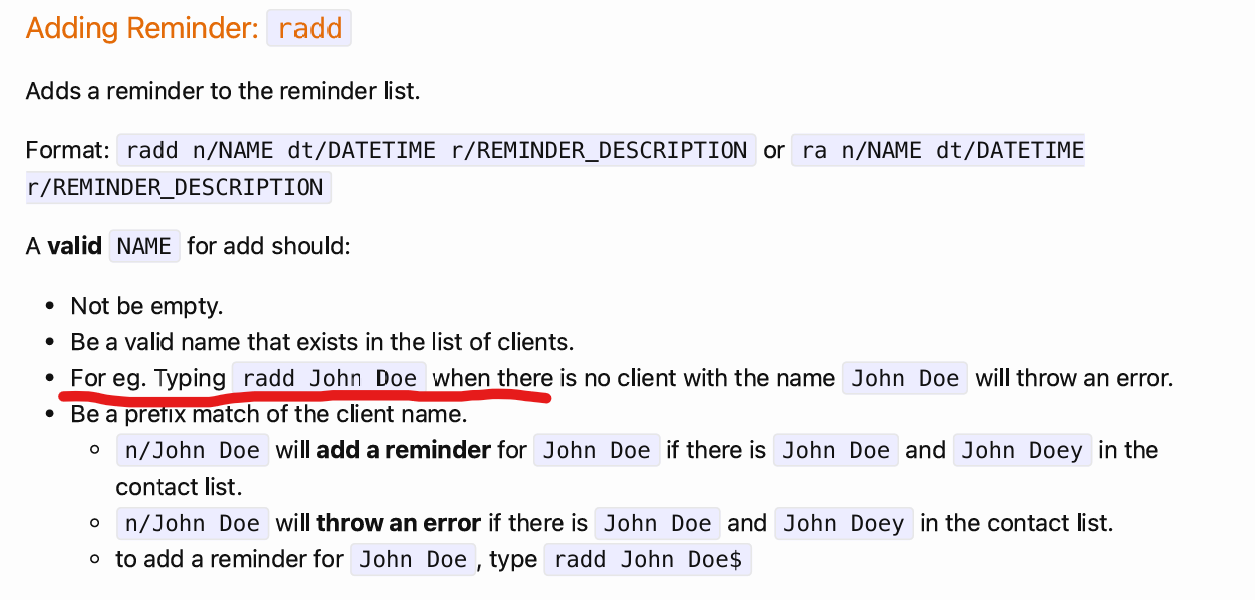 Adding Reminder: radd
Adds a reminder to the reminder list.
Format: radd n/NAME dt/DATETIME r/REMINDER_DESCRIPTION or ra n/NAME dt/DATETIME
r/REMINDER_DESCRIPTION
A valid NAME for add should:
• Not be empty.
• Be a valid name that exists in the list of clients.
• For eg. Typing radd John Doe when there is no client with the name John Doe will throw an error.
• Be a prefix match of the client name.
◦ n/John Doe will add a reminder for John Doe if there is John Doe and John Doey in the
contact list.
◦ n/John Doe will throw an error if there is John Doe and John Doey in the contact list.
◦ to add a reminder for John Doe, type radd John Doe$